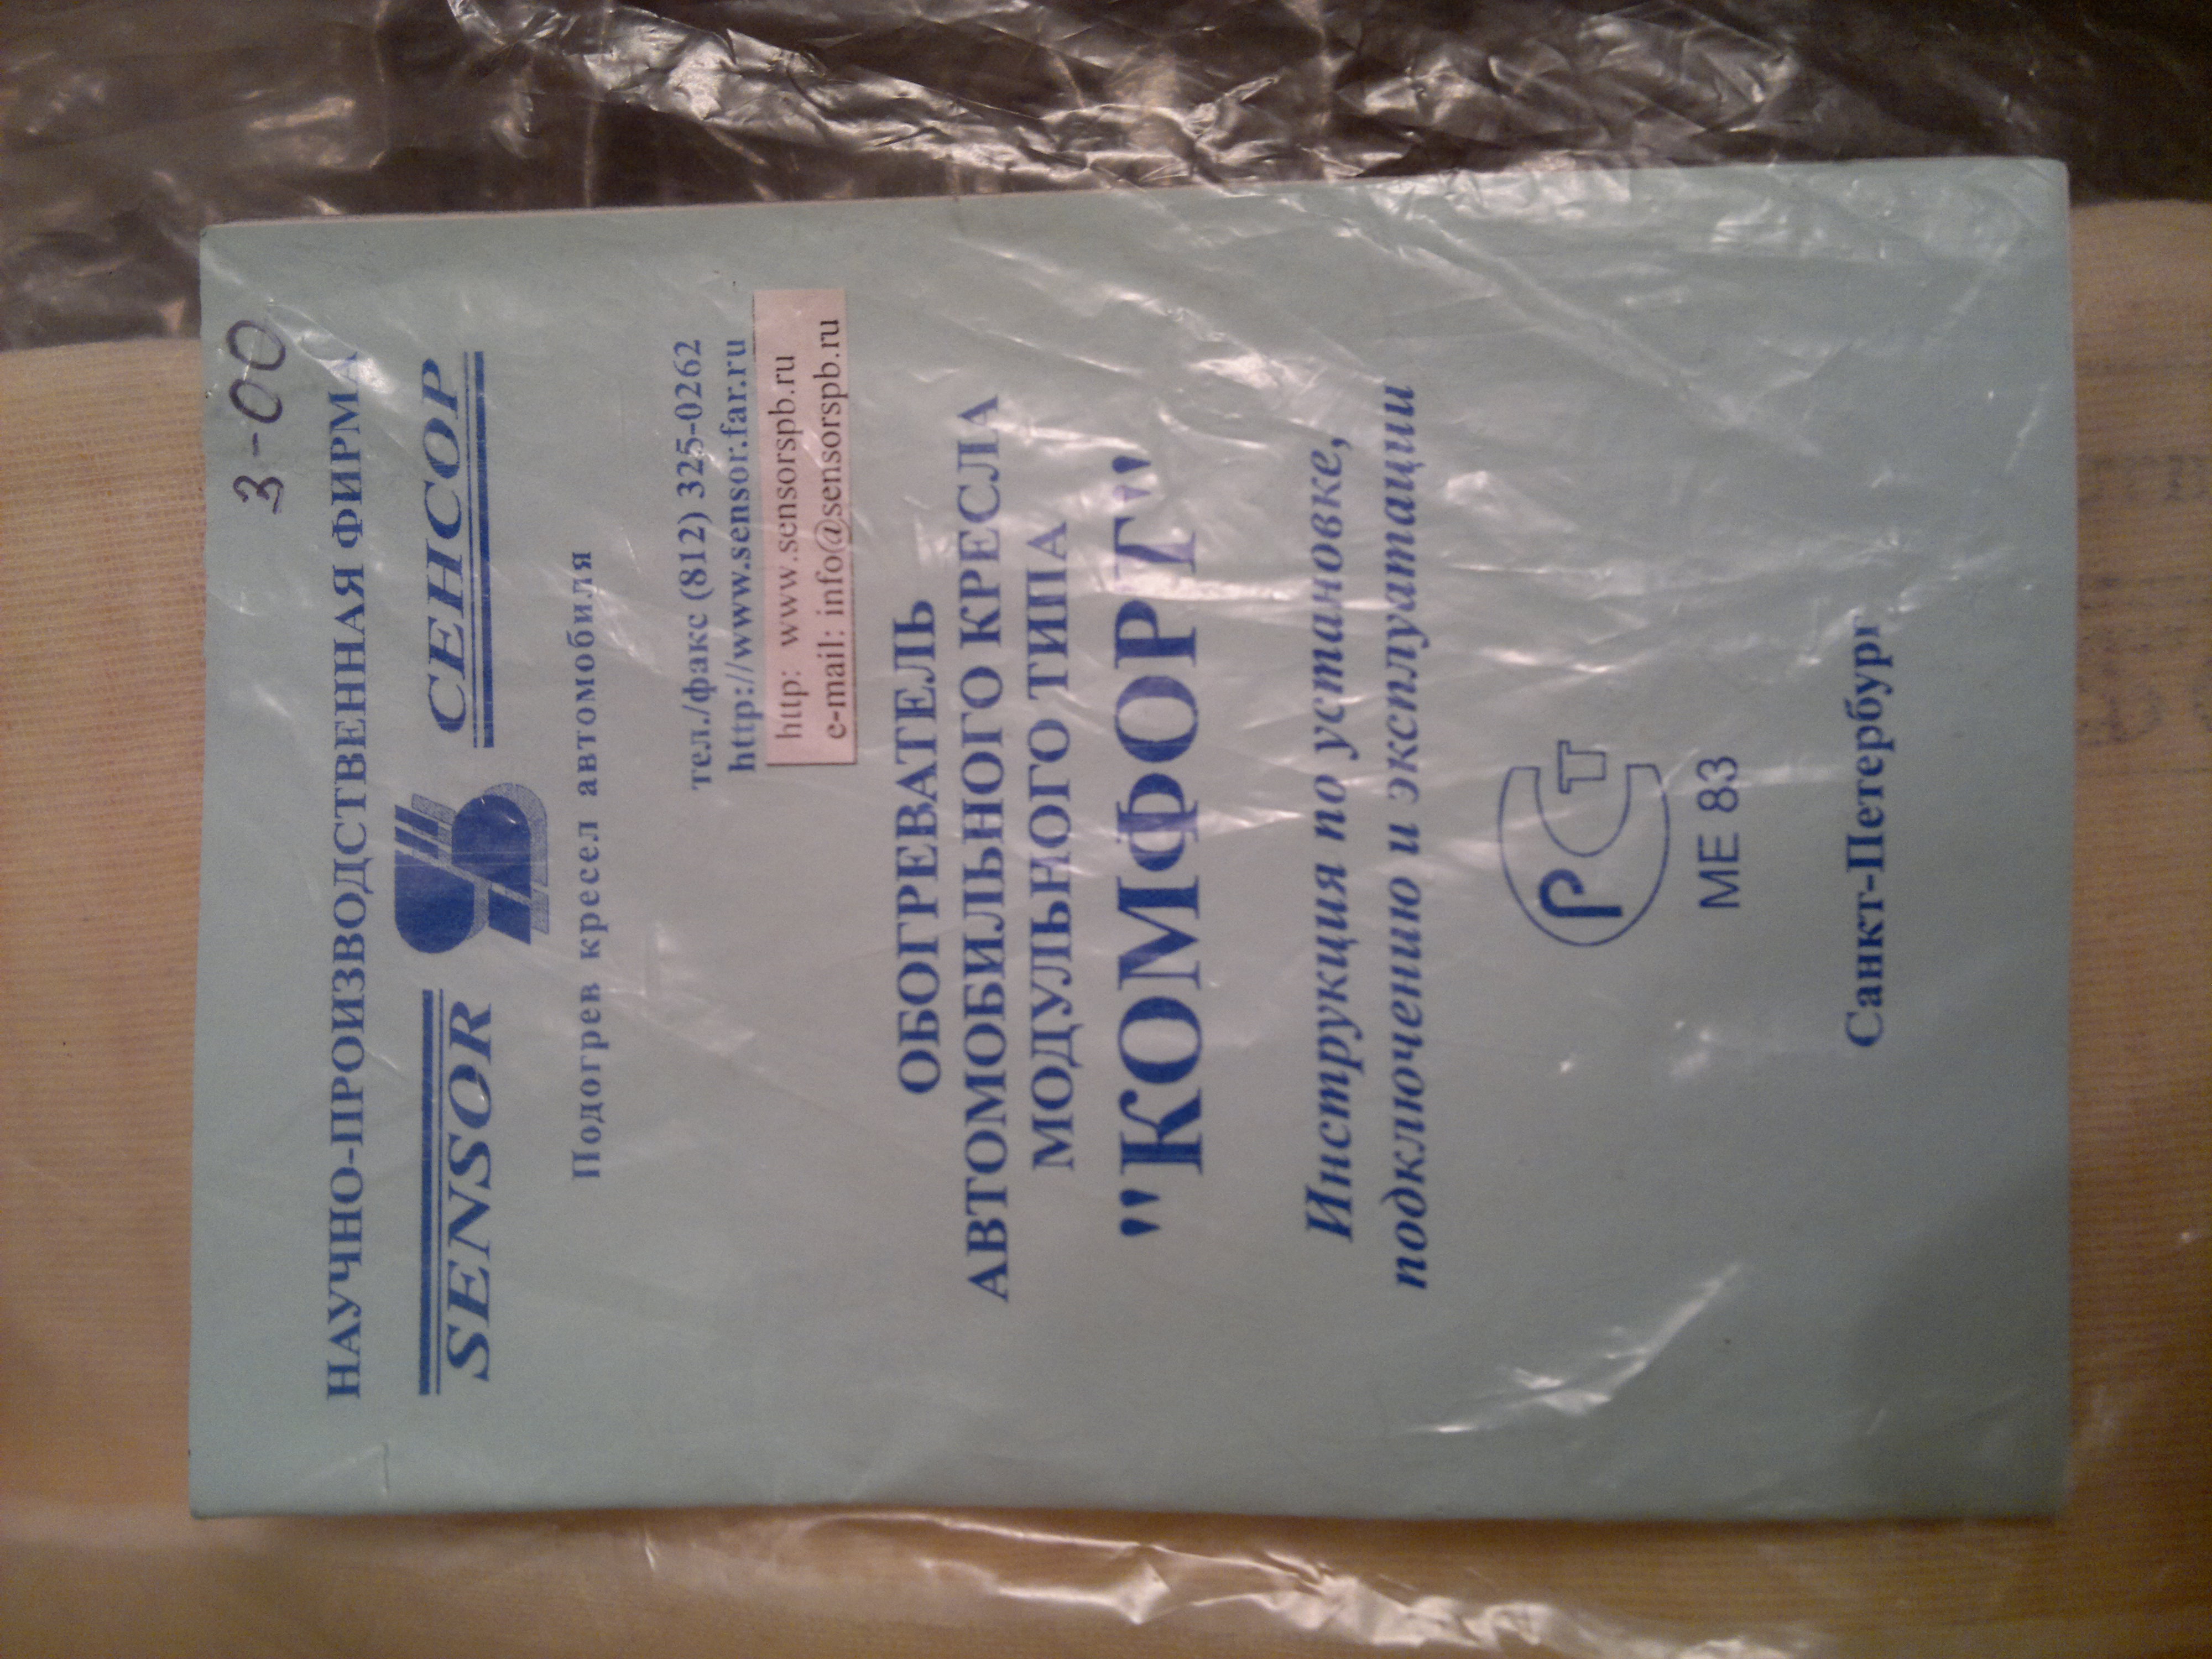 3-00
НАУЧНО-ПРОИЗВОДСТВЕННАЯ ФИРМА
SENSOR СЕНСОР
Подогрев кресел автомобиля
тел./факс (812) 325-0262
http://www.sensor.far.ru
http: www.sensorspb.ru
e-mail: info@sensorspb.ru
ОБОГРЕВАТЕЛЬ
АВТОМОБИЛЬНОГО КРЕСЛА
МОДУЛЬНОГО ТИПА
"КОМФОРТ"
Инструкция по установке,
подключению и эксплуатации
РСТ
МЕ 83
Санкт-Петербург